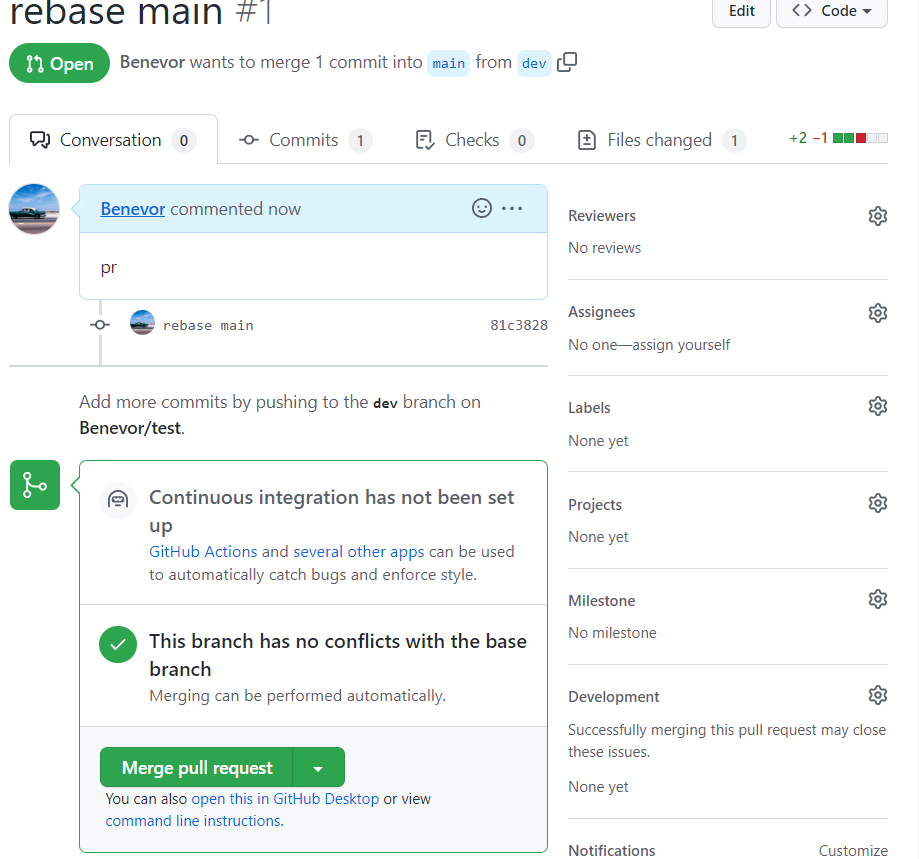 rebase main #1
Edit
<> Code
Open
Benevor wants to merge 1 commit into main from dev
Conversation 0
Commits 1
Checks 0
Files changed 1
+2 −1
Benevor commented now
pr
rebase main 81c3828
Add more commits by pushing to the dev branch on
Benevor/test.
Continuous integration has not been set
up
GitHub Actions and several other apps can be used
to automatically catch bugs and enforce style.
This branch has no conflicts with the base
branch
Merging can be performed automatically.
Merge pull request
You can also open this in GitHub Desktop or view
command line instructions.
Reviewers
No reviews
Assignees
No one—assign yourself
Labels
None yet
Projects
None yet
Milestone
No milestone
Development
Successfully merging this pull request may close
these issues.
None yet
Notifications Customize